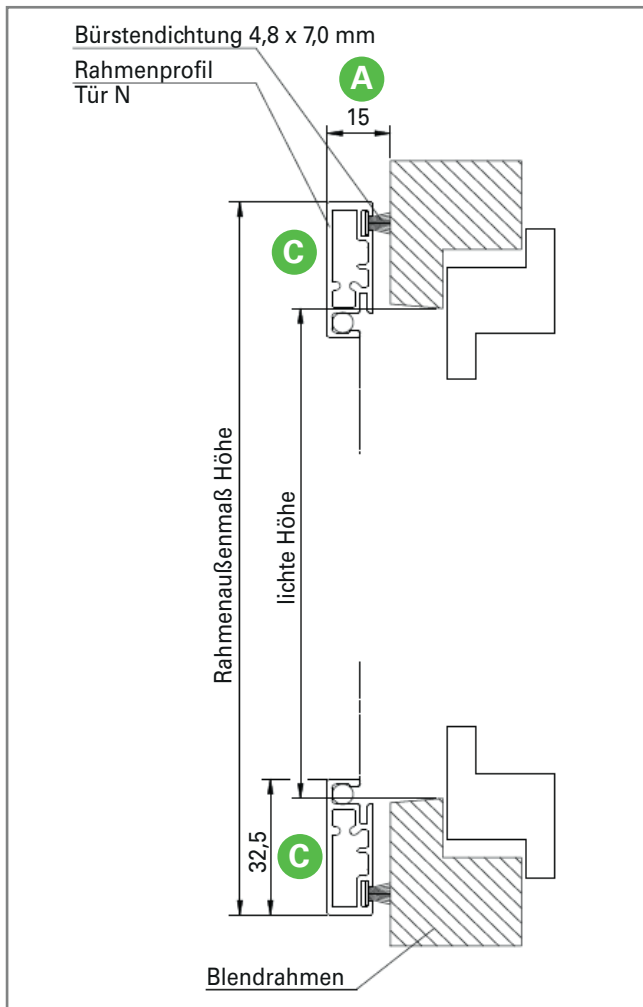 Bürstendichtung 4,8 x 7,0 mm
Rahmenprofil
Tür N
A
15
C
Rahmenaußenmaß Höhe
lichte Höhe
32,5
C
Blendrahmen